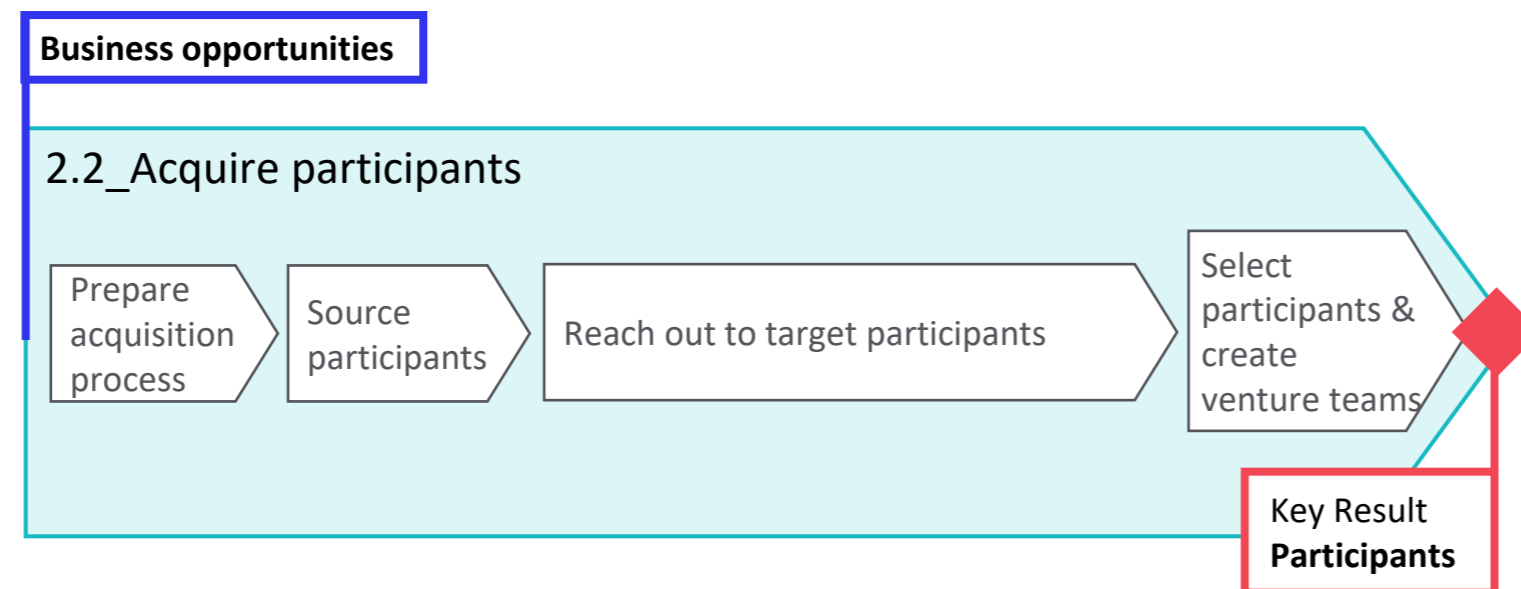 Business opportunities
2.2_Acquire participants
Prepare
acquisition
process
Source
participants
Reach out to target participants
Select
participants &
create
venture teams
Key Result
Participants